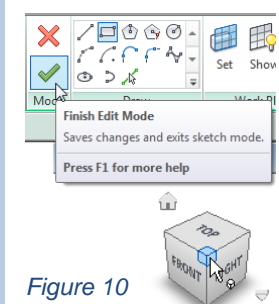 Set Show
Mod Draw Work Pl
Finish Edit Mode
Saves changes and exits sketch mode.
Press F1 for more help
TOP
FRONT RIGHT
Figure 10